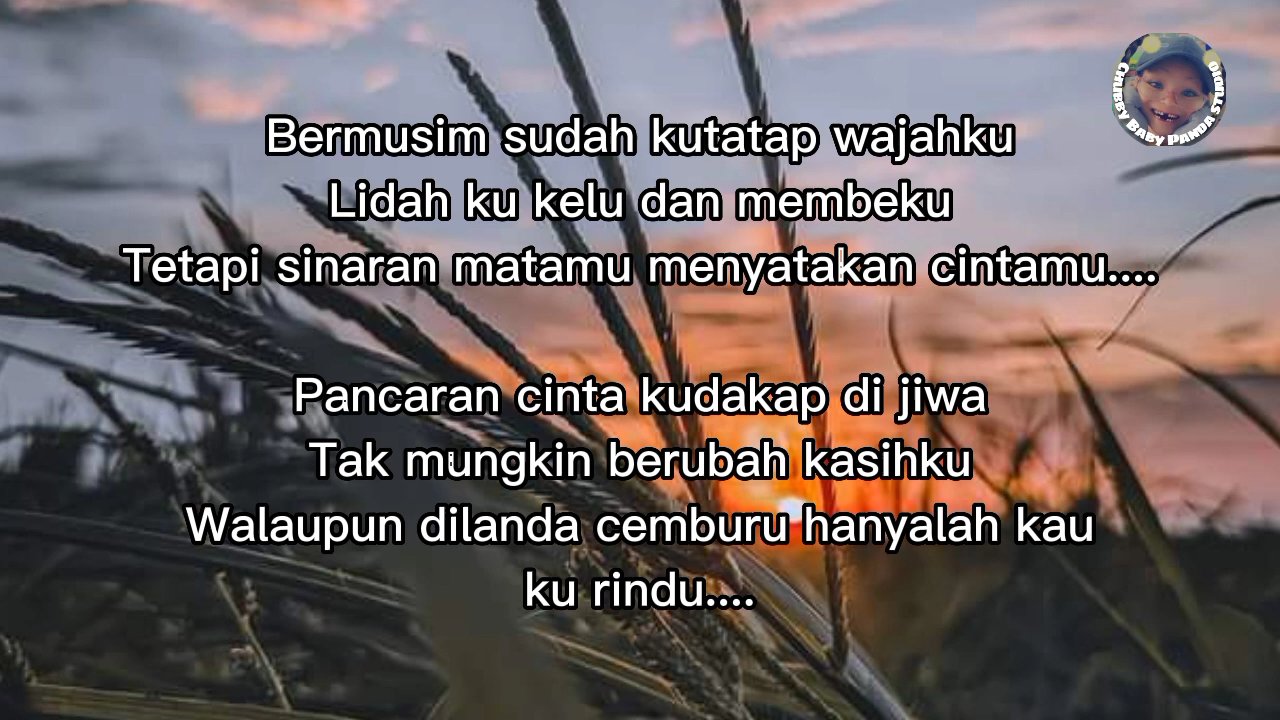 CHUBBY BABY PANDA STUDIO
Bermusim sudah kutatap wajahku
Lidah ku kelu dan membeku
Tetapi sinaran matamu menyatakan cintamu....
Pancaran cinta kudakap di jiwa
Tak mungkin berubah kasihku
Walaupun dilanda cemburu hanyalah kau
ku rindu....